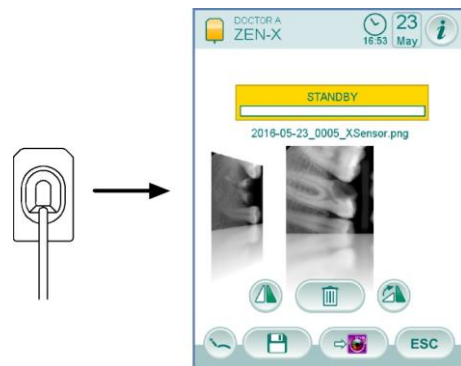 DOCTOR A
ZEN-X
16:53
23
May
i
STANDBY
2016-05-23_0005_XSensor.png
ESC